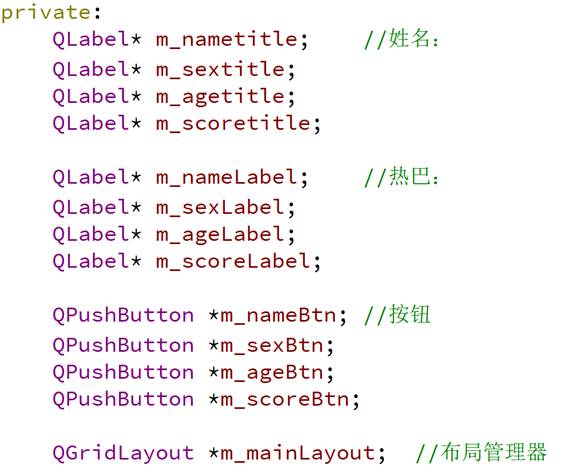 private:
    QLabel* m_nametitle;    //姓名：
    QLabel* m_sextitle;
    QLabel* m_agetitle;
    QLabel* m_scoretitle;

    QLabel* m_nameLabel;    //热巴：
    QLabel* m_sexLabel;
    QLabel* m_ageLabel;
    QLabel* m_scoreLabel;

    QPushButton *m_nameBtn; //按钮
    QPushButton *m_sexBtn;
    QPushButton *m_ageBtn;
    QPushButton *m_scoreBtn;

    QGridLayout *m_mainLayout;  //布局管理器